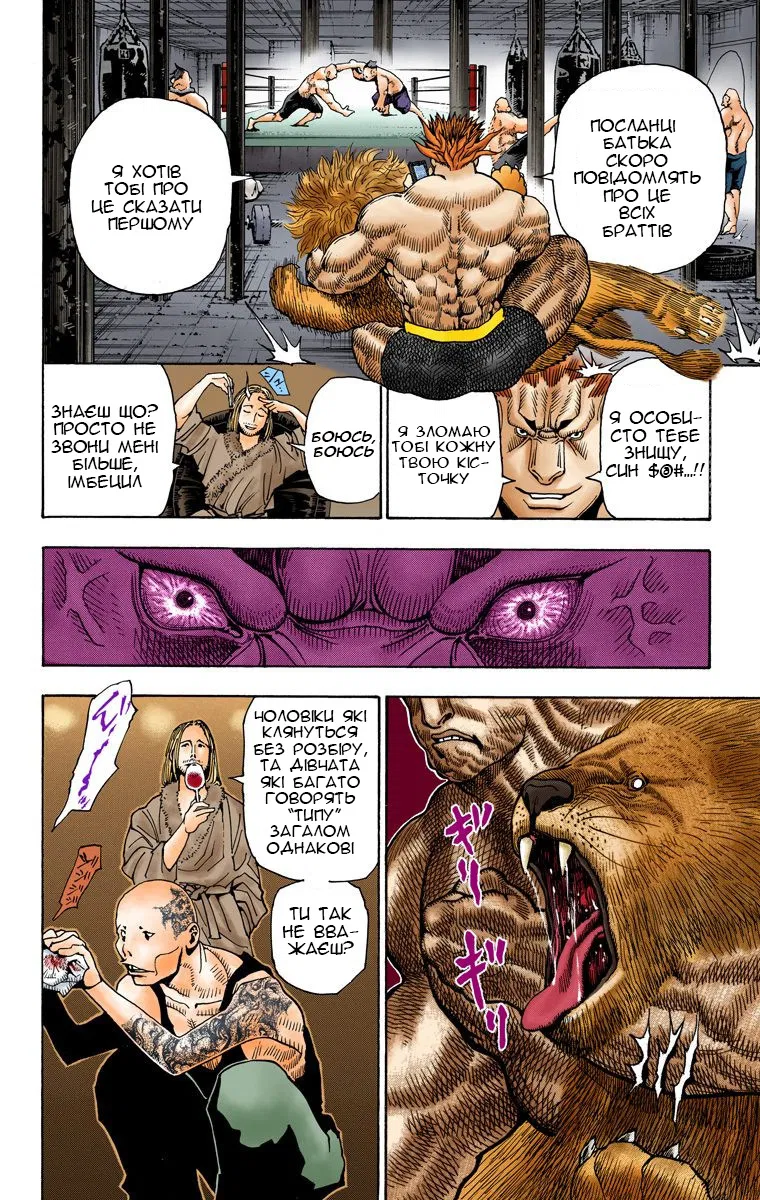 ПОСЛАНЦІ
БАТЬКА
СКОРО
ПОВІДОМЛЯТЬ
ПРО ЦЕ
ВСІХ
БРАТТІВ
Я ХОТІВ
ТОБІ ПРО
ЦЕ СКАЗАТИ
ПЕРШОМУ
Я ОСОБИ-
СТО ТЕБЕ
ЗНИЩУ,
СИН $@#...!!
Я ЗЛОМАЮ
ТОБІ КОЖНУ
ТВОЮ КІС-
ТОЧКУ
БОЮСЬ,
БОЮСЬ
ЗНАЄШ ЩО?
ПРОСТО НЕ
ЗВОНИ МЕНІ
БІЛЬШЕ,
ІМБЕЦИЛ
ギリ
ギリ
ЧОЛОВІКИ ЯКІ
КЛЯНУТЬСЯ
БЕЗ РОЗБІРУ,
ТА ДІВЧАТА
ЯКІ БАГАТО
ГОВОРЯТЬ
"ТИПУ"
ЗАГАЛОМ
ОДНАКОВІ
ТИ ТАК
НЕ ВВА-
ЖАЄШ?